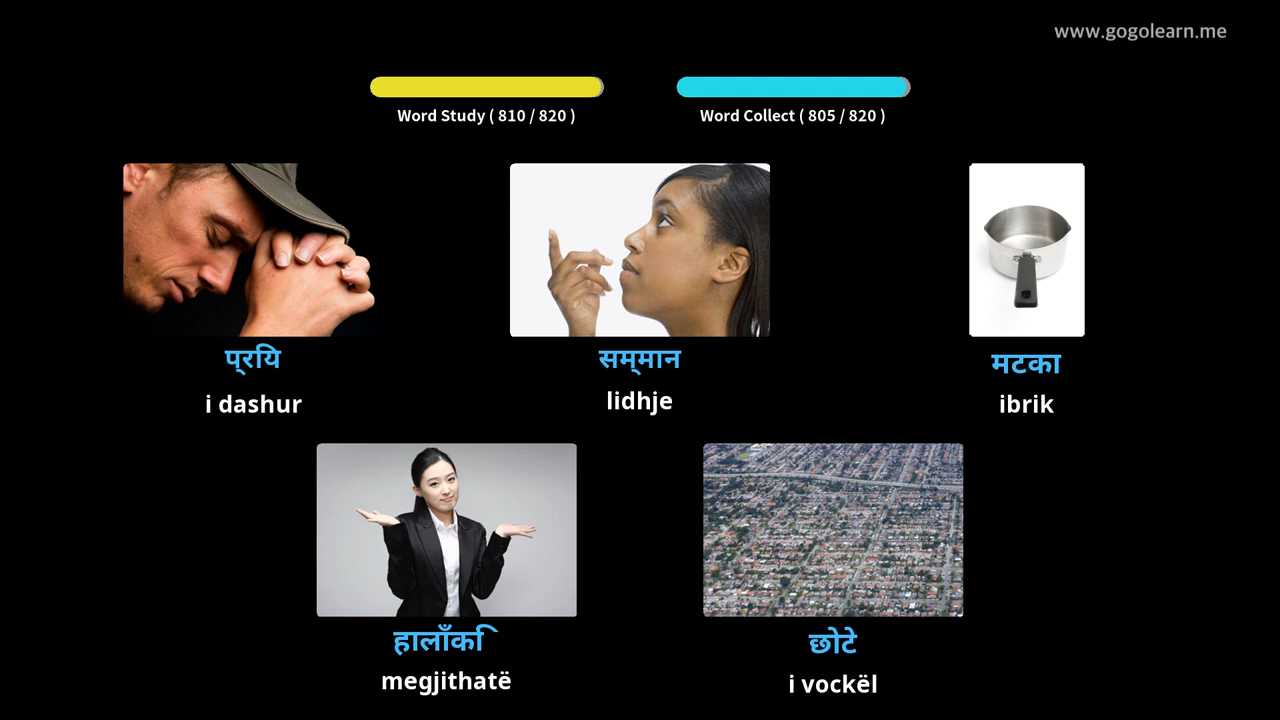 www.gogolearn.me
Word Study ( 810 / 820 )
Word Collect ( 805 / 820 )
प्रयि
सम्मान
मटका
i dashur
lidhje
ibrik
हालाँकि
छोटे
megjithatë
i vockël